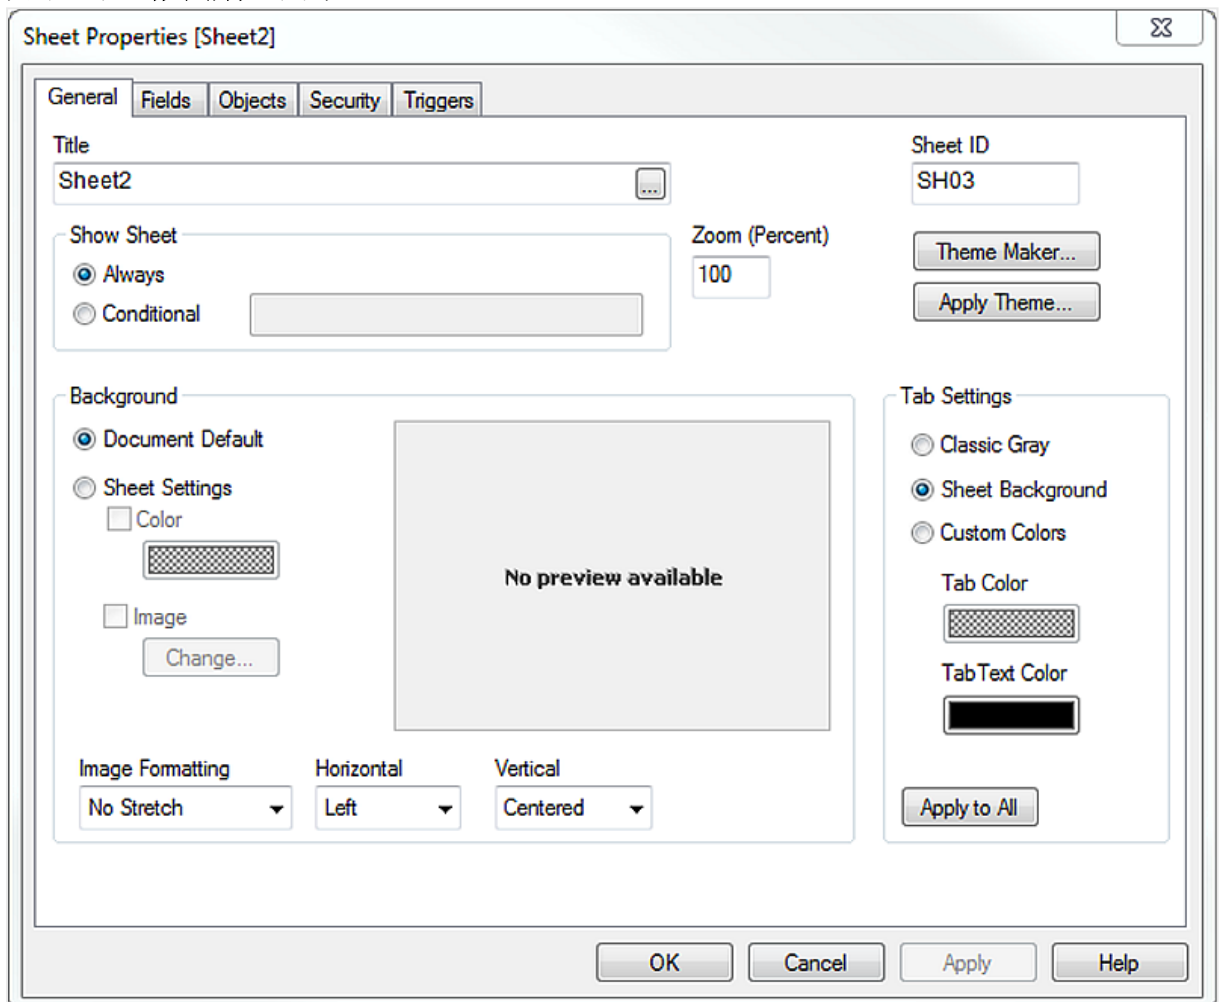 Sheet Properties [Sheet2]
General Fields Objects Security Triggers
Title
Sheet ID
Sheet2 ...
SH03
Show Sheet
Always
Conditional
Zoom (Percent)
100
Theme Maker...
Apply Theme...
Background
Document Default
Sheet Settings
Color
Image
Change...
No preview available
Image Formatting Horizontal Vertical
No Stretch Left Centered
Tab Settings
Classic Gray
Sheet Background
Custom Colors
Tab Color
Tab Text Color
Apply to All
OK Cancel Apply Help